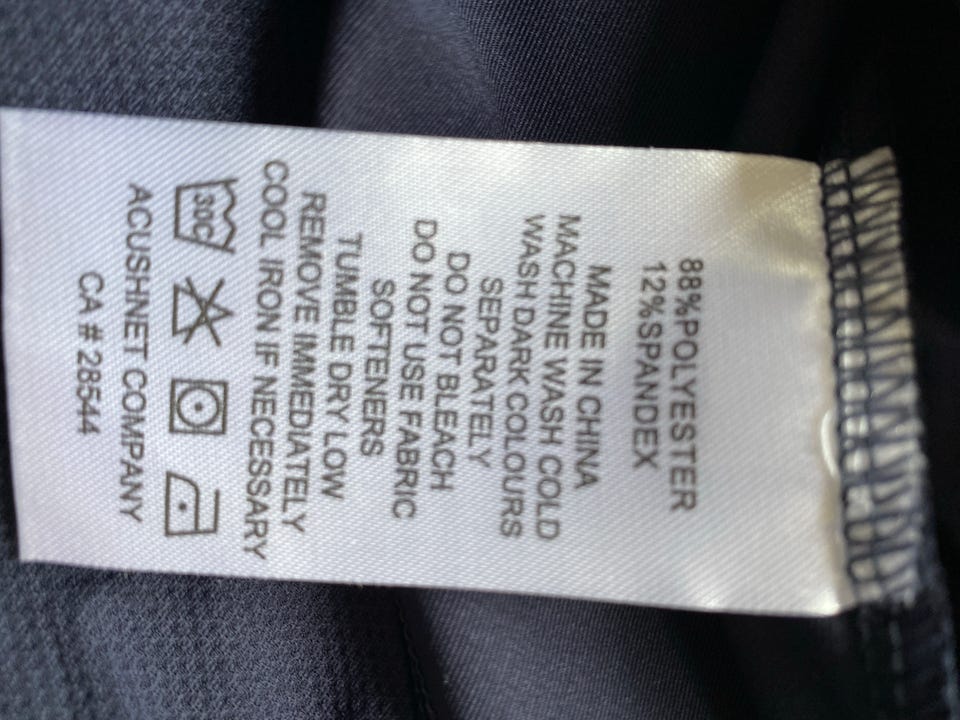 88%POLYESTER
12%SPANDEX
MADE IN CHINA
MACHINE WASH COLD
WASH DARK COLOURS
SEPARATELY
DO NOT BLEACH
DO NOT USE FABRIC
SOFTENERS
TUMBLE DRY LOW
REMOVE IMMEDIATELY
COOL IRON IF NECESSARY
30C
ACUSHNET COMPANY
CA # 28544